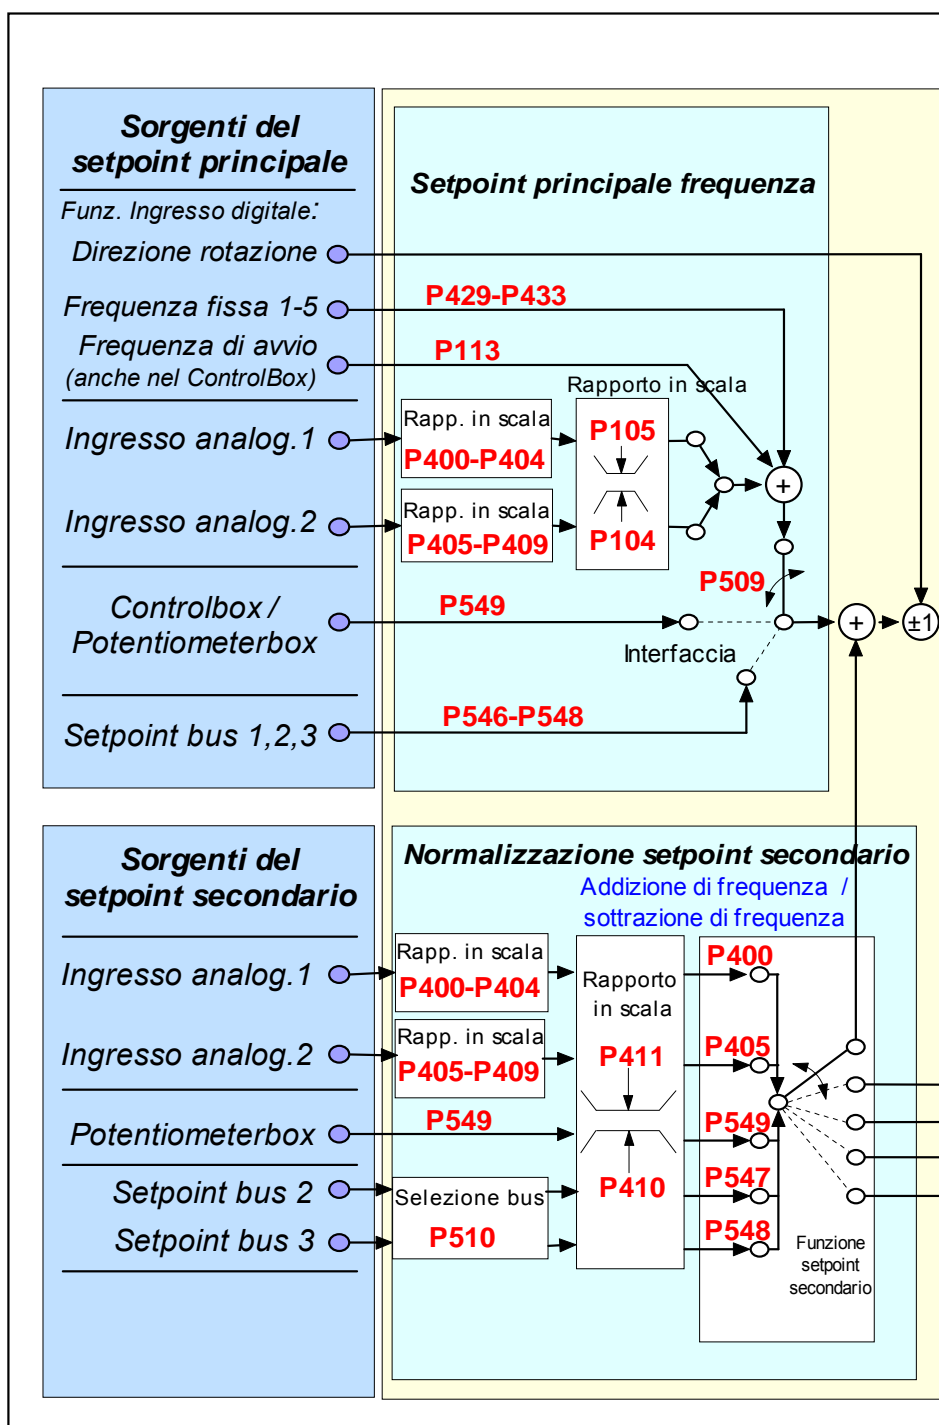 Sorgenti del
setpoint principale
Funz. Ingresso digitale:
Direzione rotazione
Frequenza fissa 1-5
Frequenza di avvio
(anche nel ControlBox)
Ingresso analog.1
Ingresso analog.2
Controlbox /
Potentiometerbox
Setpoint bus 1,2,3
Setpoint principale frequenza
P429-P433
P113
Rapporto in scala
Rapp. in scala
P400-P404
P105
+
Rapp. in scala
P405-P409
P104
P509
P549
Interfaccia
+
±1
P546-P548
Sorgenti del
setpoint secondario
Ingresso analog.1
Ingresso analog.2
Potentiometerbox
Setpoint bus 2
Setpoint bus 3
Normalizzazione setpoint secondario
Addizione di frequenza /
sottrazione di frequenza
Rapp. in scala
P400-P404
Rapp. in scala
P405-P409
P549
Selezione bus
P510
Rapporto
in scala
P411
P410
P400
P405
P549
P547
P548
Funzione
setpoint
secondario